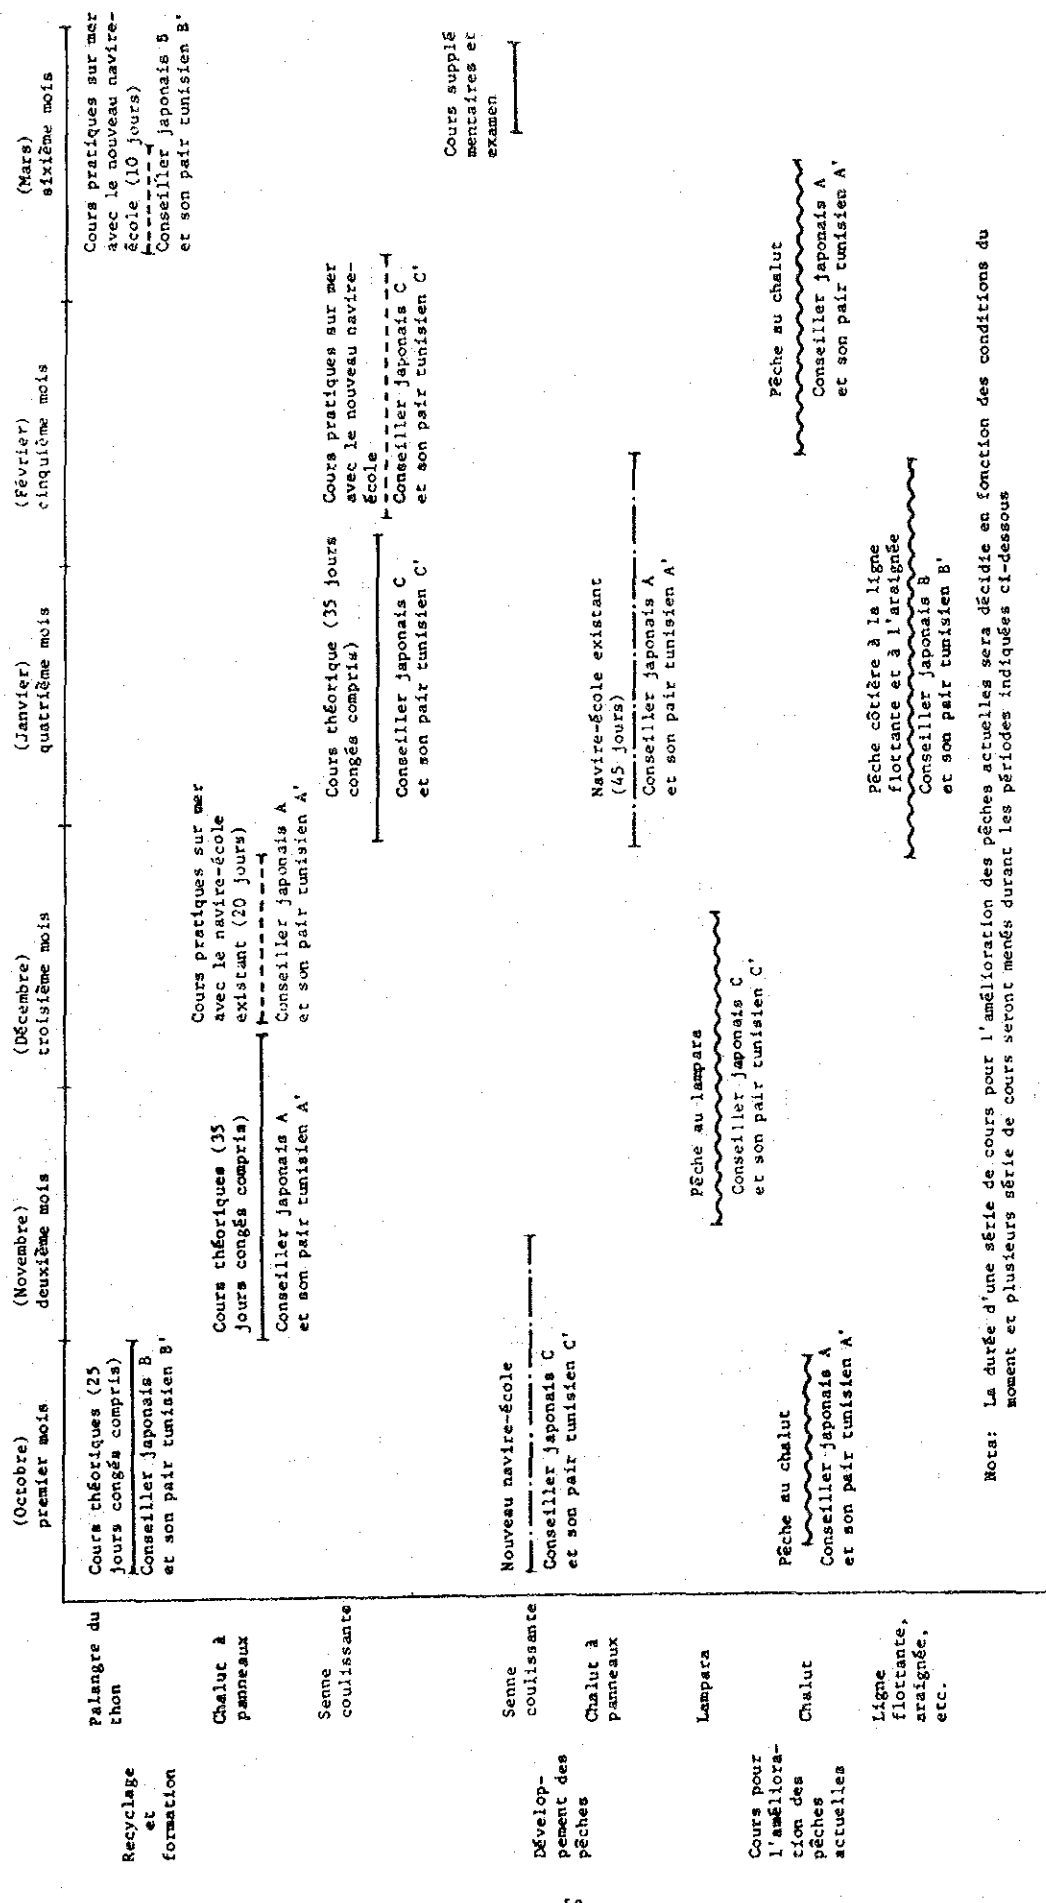 (Octobre)
premier mois
(Novembre)
deuxième mois
(Décembre)
troisième mois
(Janvier)
quatrième mois
(Février)
cinquième mois
(Mars)
sixième mois
Recyclage
et
formation
Palangre du
thon
Cours théoriques (25
jours congés compris)
Conseiller japonais B
et son pair tunisien B'
Cours pratiques sur mer
avec le nouveau navire-
école (10 jours)
Conseiller japonais B
et son pair tunisien B'
Chalut à
panneaux
Cours théoriques (35
jours congés compris)
Conseiller japonais A
et son pair tunisien A'
Cours pratiques sur mer
avec le navire-école
existant (20 jours)
Conseiller japonais A
et son pair tunisien A'
Senne
coulissante
Cours théorique (35 jours
congés compris)
Conseiller japonais C
et son pair tunisien C'
Cours pratiques sur mer
avec le nouveau navire-
école
Conseiller japonais C
et son pair tunisien C'
Cours supplé
mentaires et
examen
Dévelop-
pement des
pêches
Senne
coulissante
Nouveau navire-école
Conseiller japonais C
et son pair tunisien C'
Chalut à
panneaux
Navire-école existant
(45 jours)
Conseiller japonais A
et son pair tunisien A'
Cours pour
l'améliora-
tion des
pêches
actuelles
Lampara
Pêche au lampara
Conseiller japonais C
et son pair tunisien C'
Chalut
Pêche au chalut
Conseiller japonais A
et son pair tunisien A'
Pêche au chalut
Conseiller japonais A
et son pair tunisien A'
Ligne
flottante,
araignée,
etc.
Pêche côtière à la ligne
flottante et à l'araignée
Conseiller japonais B
et son pair tunisien B'
Nota: La durée d'une série de cours pour l'amélioration des pêches actuelles sera décidie en fonction des conditions du
moment et plusieurs série de cours seront menés durant les périodes indiquées ci-dessous